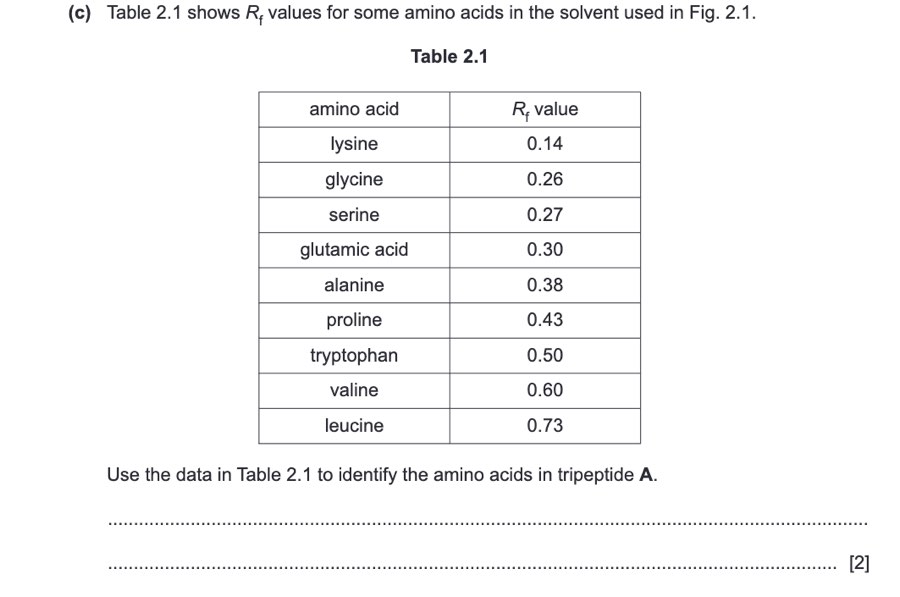 (c) Table 2.1 shows Rf values for some amino acids in the solvent used in Fig. 2.1.
Table 2.1
amino acid Rf value
lysine 0.14
glycine 0.26
serine 0.27
glutamic acid 0.30
alanine 0.38
proline 0.43
tryptophan 0.50
valine 0.60
leucine 0.73
Use the data in Table 2.1 to identify the amino acids in tripeptide A.
[2]